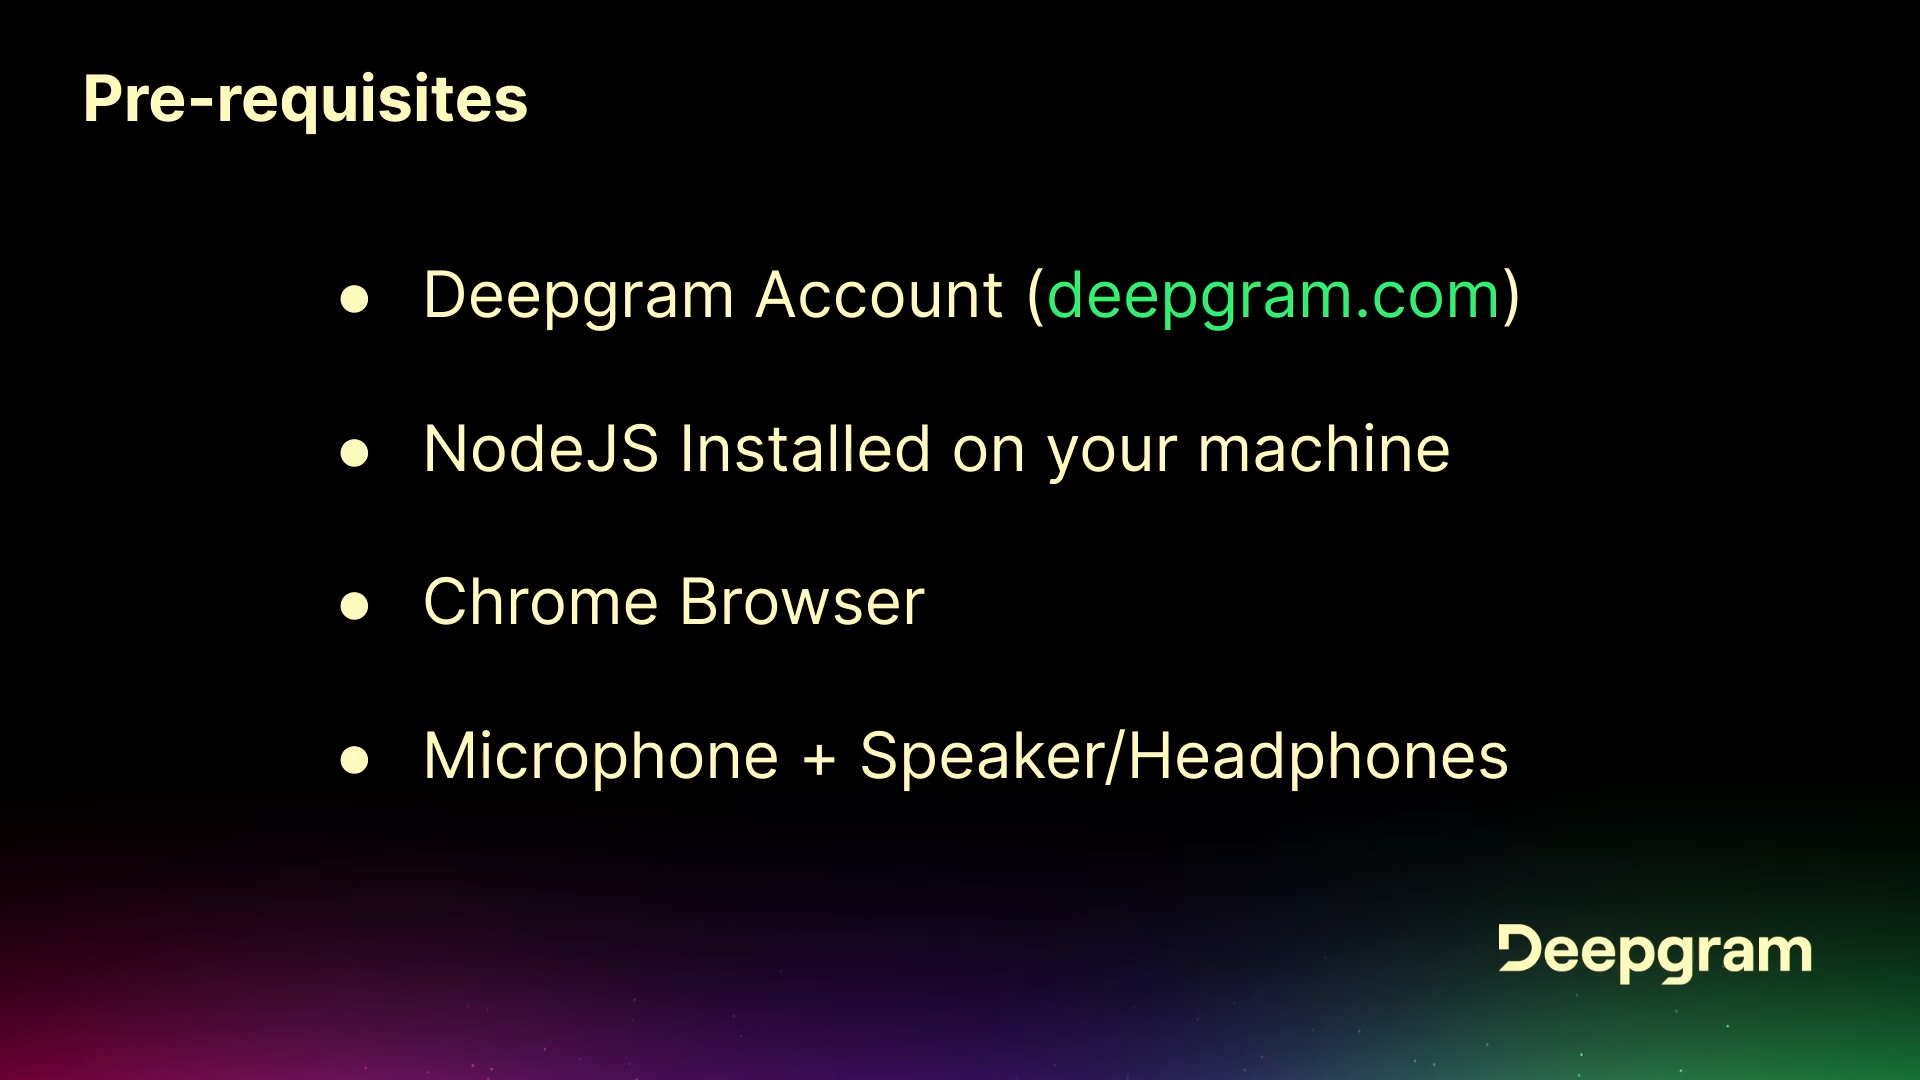 Pre-requisites
● Deepgram Account (deepgram.com)
● NodeJS Installed on your machine
● Chrome Browser
● Microphone + Speaker/Headphones
Deepgram